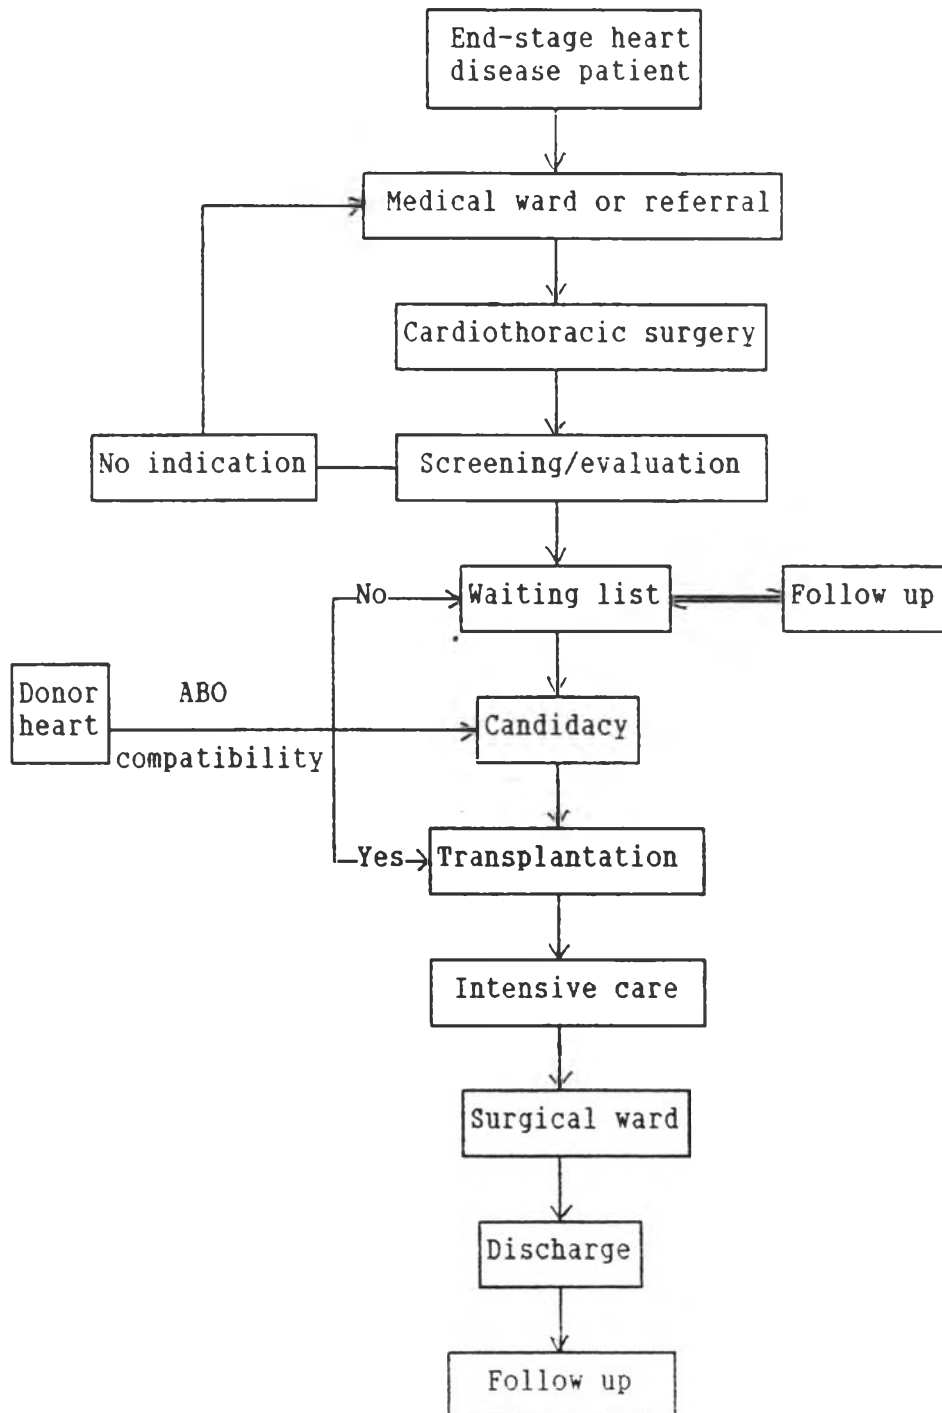 End-stage heart
disease patient
Medical ward or referral
Cardiothoracic surgery
No indication
Screening/evaluation
No
Waiting list
Follow up
Donor
heart
ABO
compatibility
Candidacy
Yes
Transplantation
Intensive care
Surgical ward
Discharge
Follow up